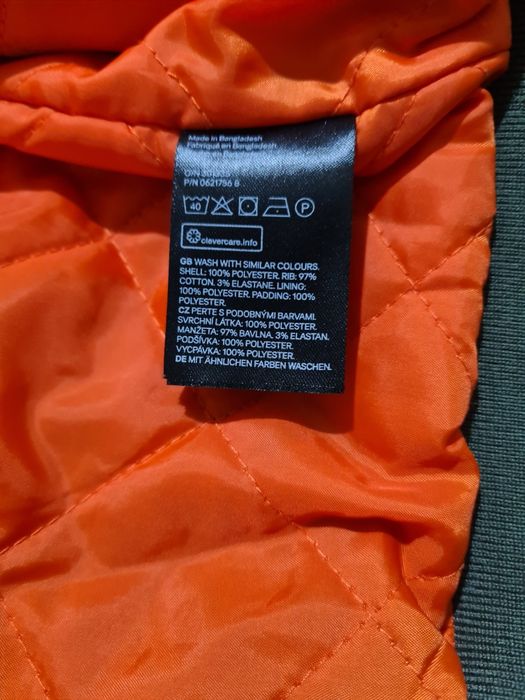 Made in Bangladesh
Fabriqué en Bangladesh
P/N 0621756 8
40 P
clevercare.info
GB WASH WITH SIMILAR COLOURS.
SHELL: 100% POLYESTER. RIB: 97%
COTTON. 3% ELASTANE. LINING:
100% POLYESTER. PADDING: 100%
POLYESTER.
CZ PERTE S PODOBNÝMI BARVAMI.
SVRCHNÍ LÁTKA: 100% POLYESTER.
MANŽETA: 97% BAVLNA. 3% ELASTAN.
PODŠÍVKA: 100% POLYESTER.
VYCPÁVKA: 100% POLYESTER.
DE MIT ÄHNLICHEN FARBEN WASCHEN.